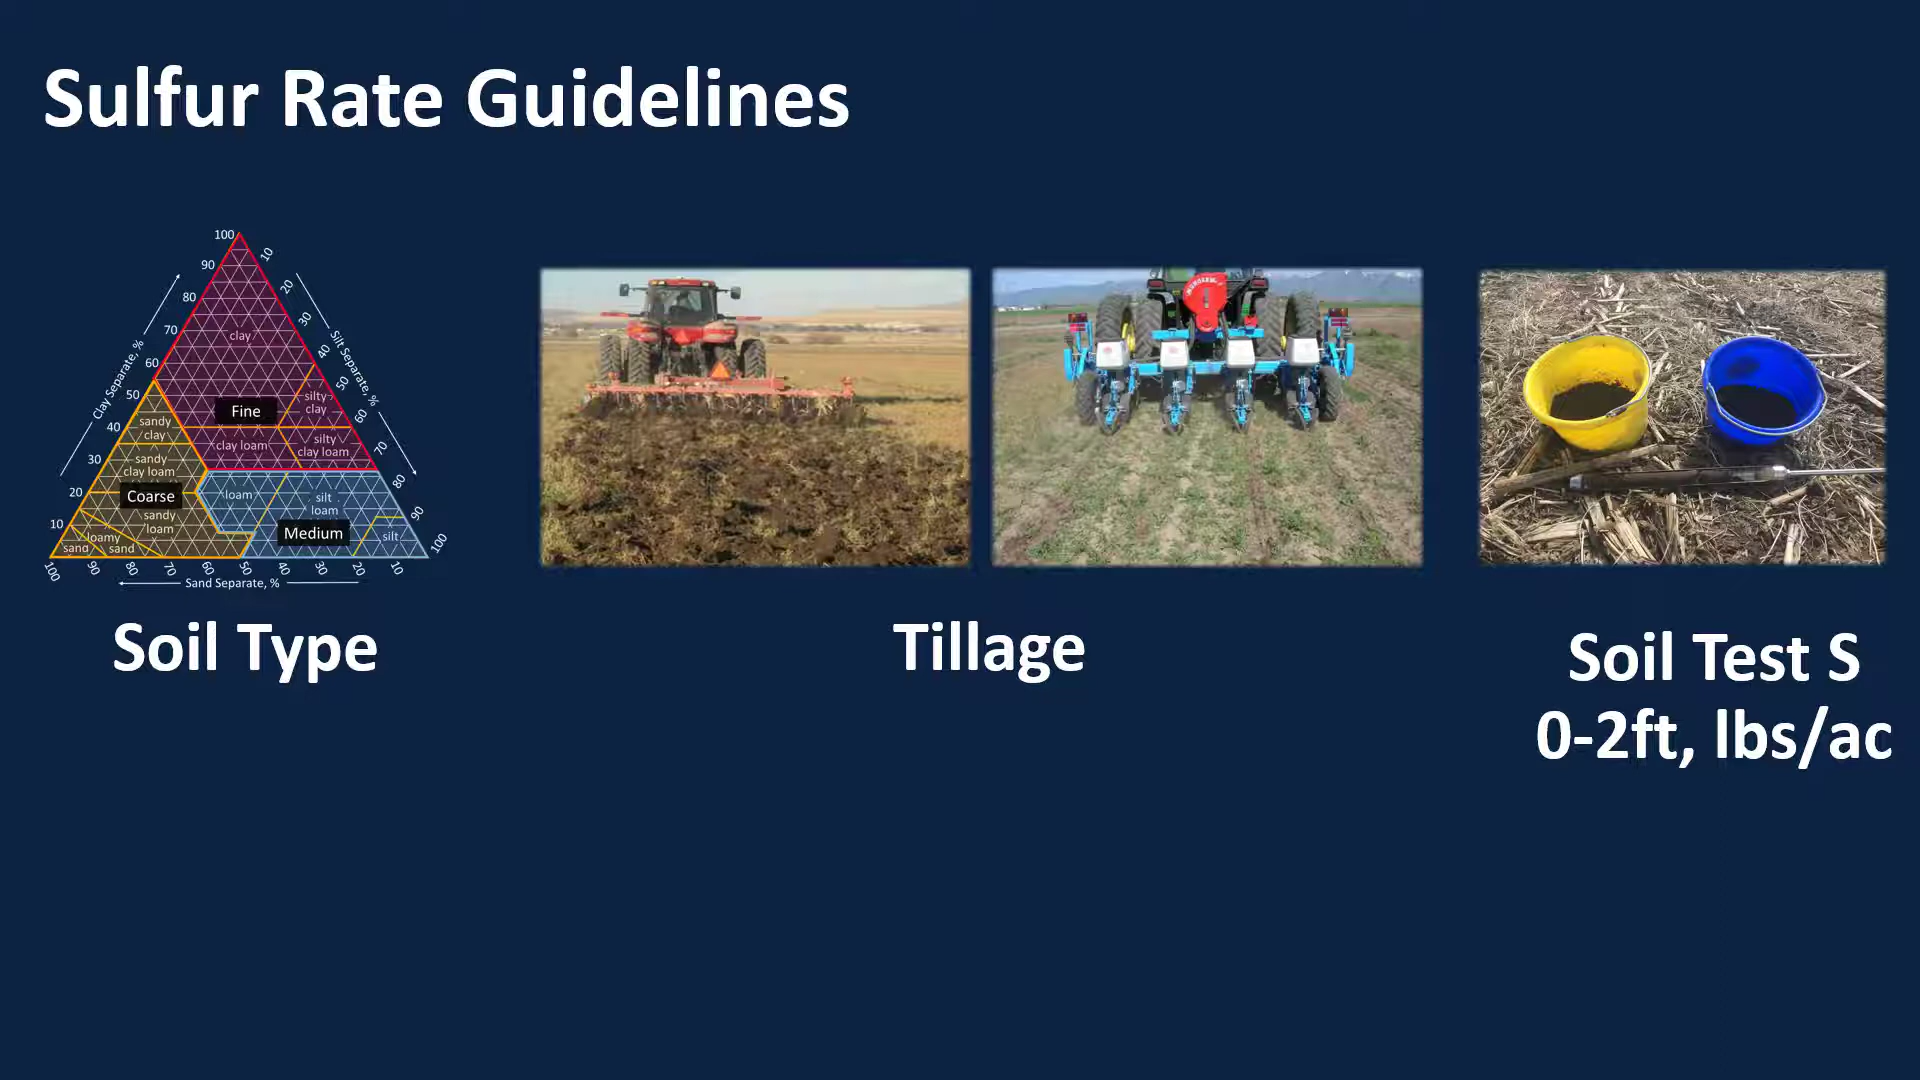 Sulfur Rate Guidelines
100
90
80
70
60
50
40
30
20
10
Clay Separate, %
10
20
30
40
50
60
70
80
90
100
Silt Separate, %
clay
silty
clay
Fine
sandy
clay
clay loam
silty
clay loam
sandy
clay loam
Coarse
loam
silt
loam
sandy
loam
Medium
silt
loamy
sand
sand
100
90
80
70
60
50
40
30
20
10
Sand Separate, %
Soil Type
Tillage
Soil Test S
0-2ft, lbs/ac